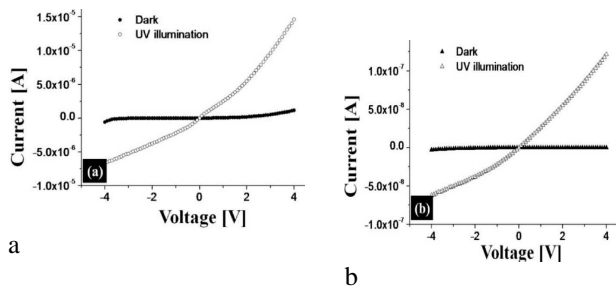 1.5x10⁻⁵
1.0x10⁻⁵
5.0x10⁻⁶
0.0
-5.0x10⁻⁶
-1.0x10⁻⁵
Current [A]
Dark
UV illumination
(a)
-4 -2 0 2 4
Voltage [V]
a
1.0x10⁻⁷
5.0x10⁻⁸
0.0
-5.0x10⁻⁸
-1.0x10⁻⁷
Current [A]
Dark
UV illumination
(b)
-4 -2 0 2 4
Voltage [V]
b